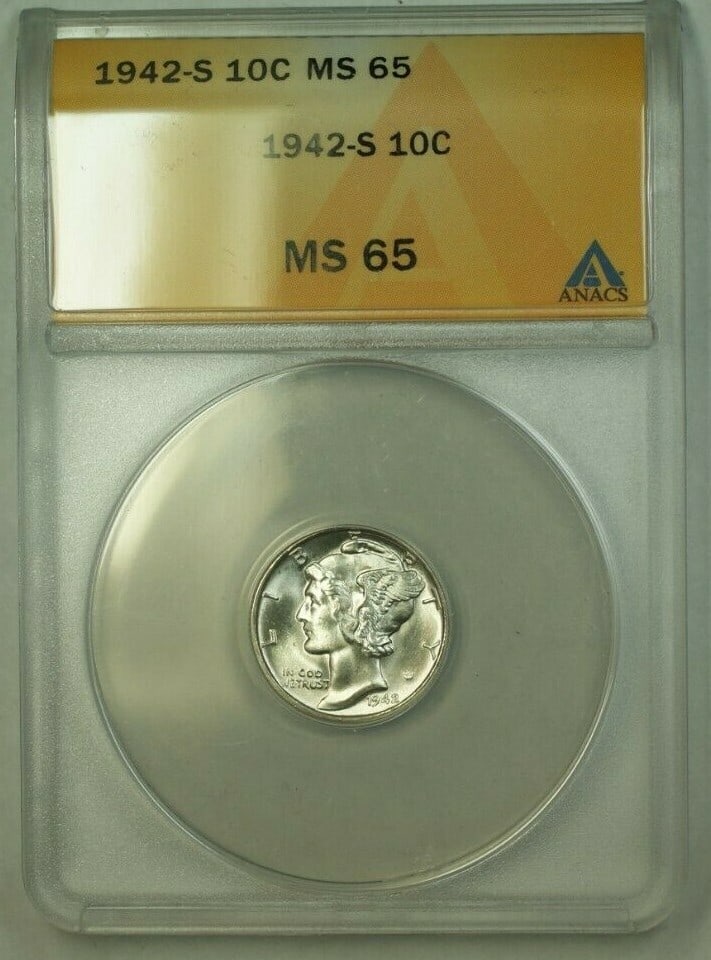 1942-S 10C MS 65
1942-S 10C
MS 65
ANACS
LIBERTY
IN GOD
WE TRUST
1942